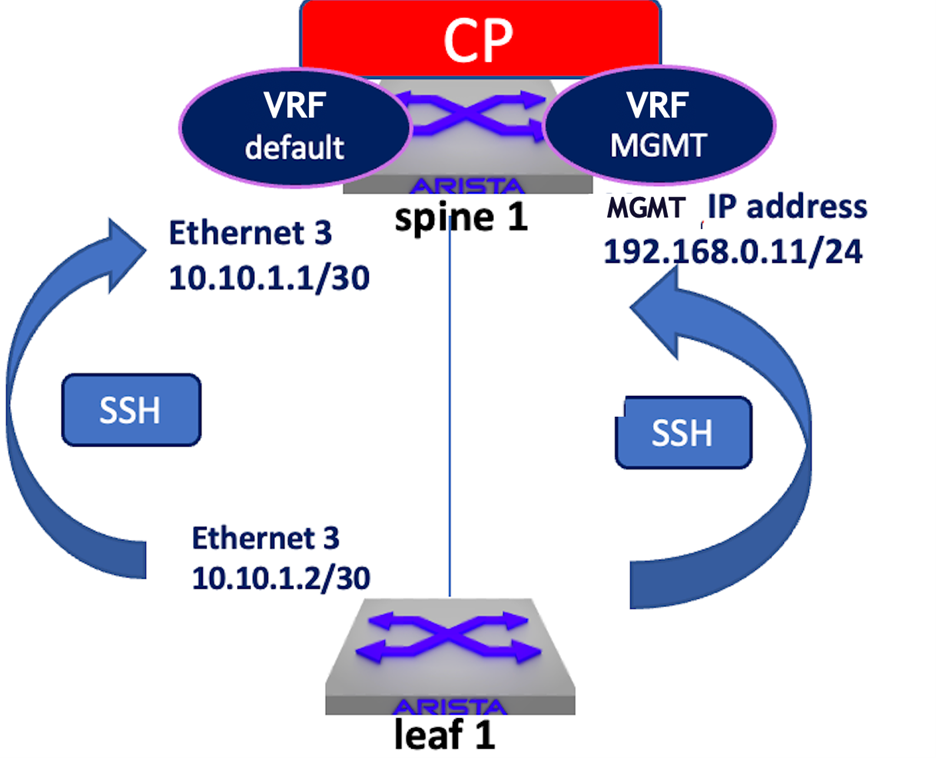 CP
VRF
default
VRF
MGMT
ARISTA
spine 1
MGMT IP address
192.168.0.11/24
Ethernet 3
10.10.1.1/30
SSH
SSH
Ethernet 3
10.10.1.2/30
ARISTA
leaf 1